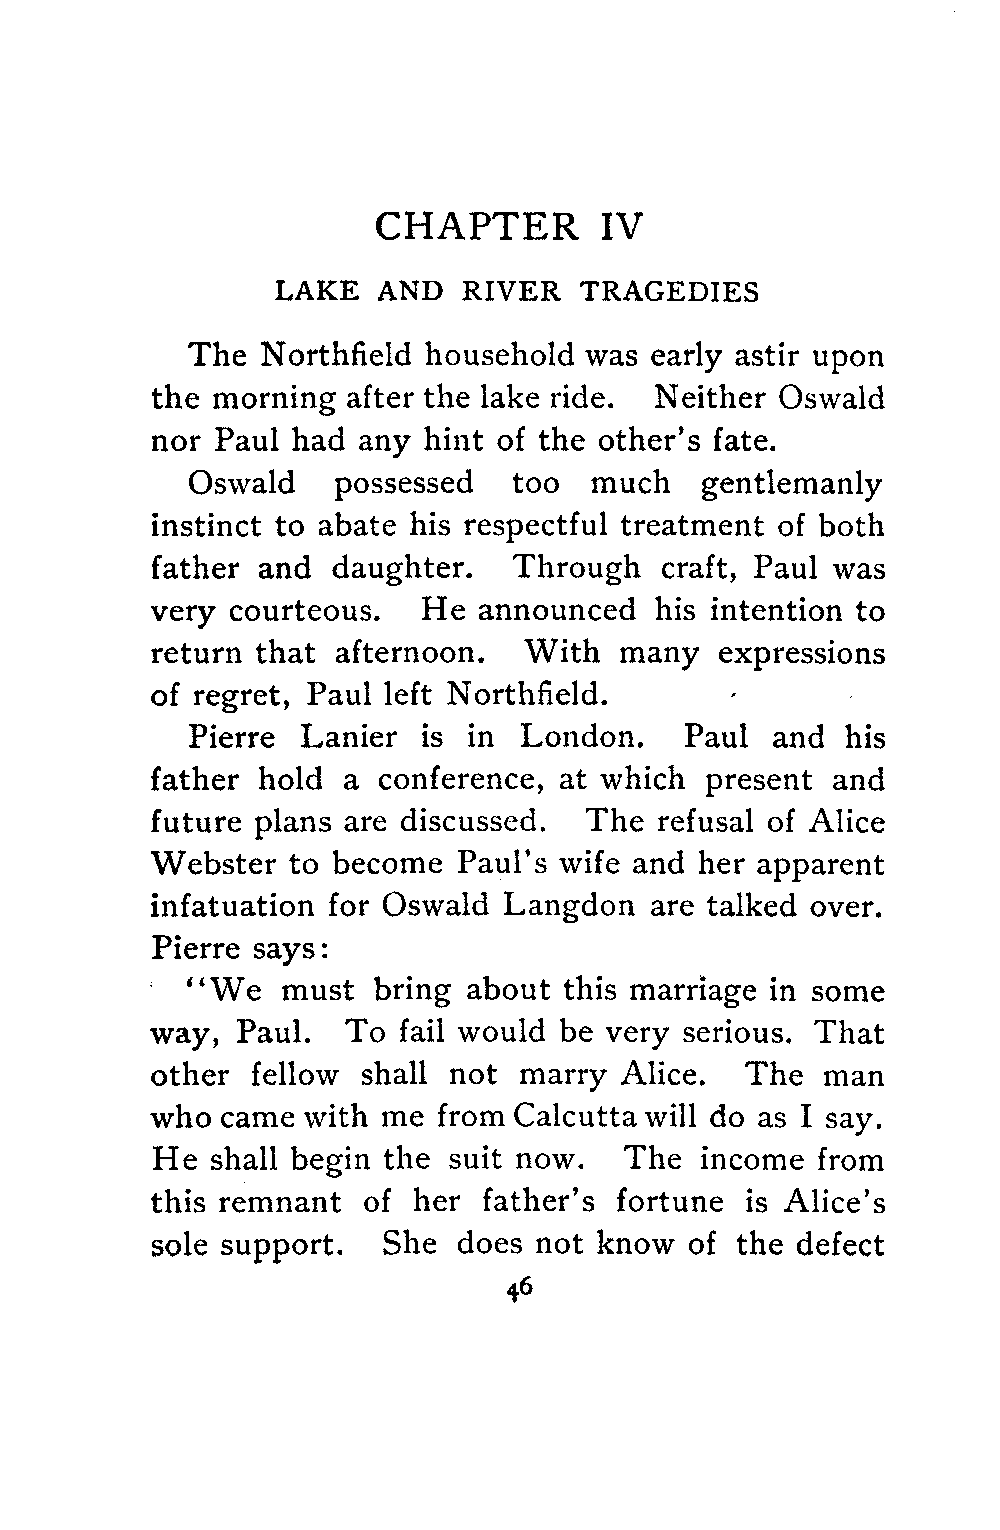 CHAPTER IV
LAKE AND RIVER TRAGEDIES
The Northfield household was early astir upon
the morning after the lake ride. Neither Oswald
nor Paul had any hint of the other's fate.
Oswald possessed too much gentlemanly
instinct to abate his respectful treatment of both
father and daughter. Through craft, Paul was
very courteous. He announced his intention to
return that afternoon. With many expressions
of regret, Paul left Northfield.
Pierre Lanier is in London. Paul and his
father hold a conference, at which present and
future plans are discussed. The refusal of Alice
Webster to become Paul's wife and her apparent
infatuation for Oswald Langdon are talked over.
Pierre says:
"We must bring about this marriage in some
way, Paul. To fail would be very serious. That
other fellow shall not marry Alice. The man
who came with me from Calcutta will do as I say.
He shall begin the suit now. The income from
this remnant of her father's fortune is Alice's
sole support. She does not know of the defect
46